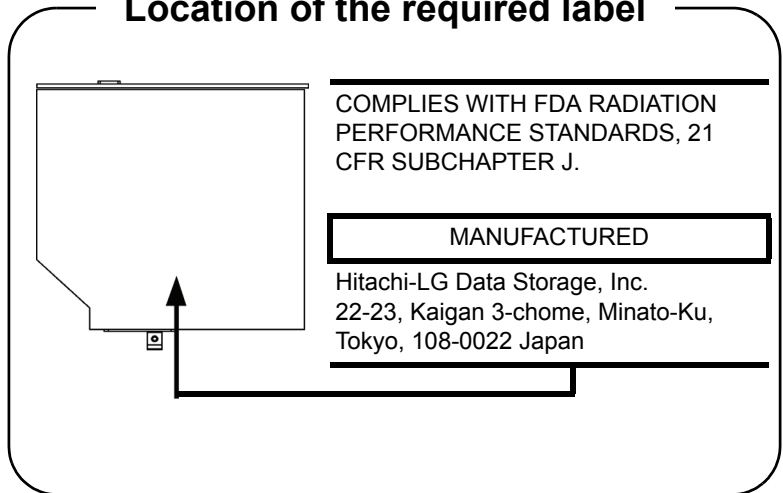 Location of the required label
COMPLIES WITH FDA RADIATION
PERFORMANCE STANDARDS, 21
CFR SUBCHAPTER J.
MANUFACTURED
Hitachi-LG Data Storage, Inc.
22-23, Kaigan 3-chome, Minato-Ku,
Tokyo, 108-0022 Japan